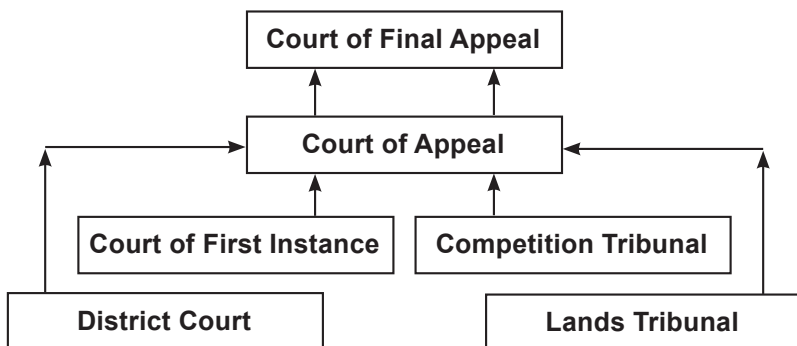 Court of Final Appeal
Court of Appeal
Court of First Instance
Competition Tribunal
District Court
Lands Tribunal